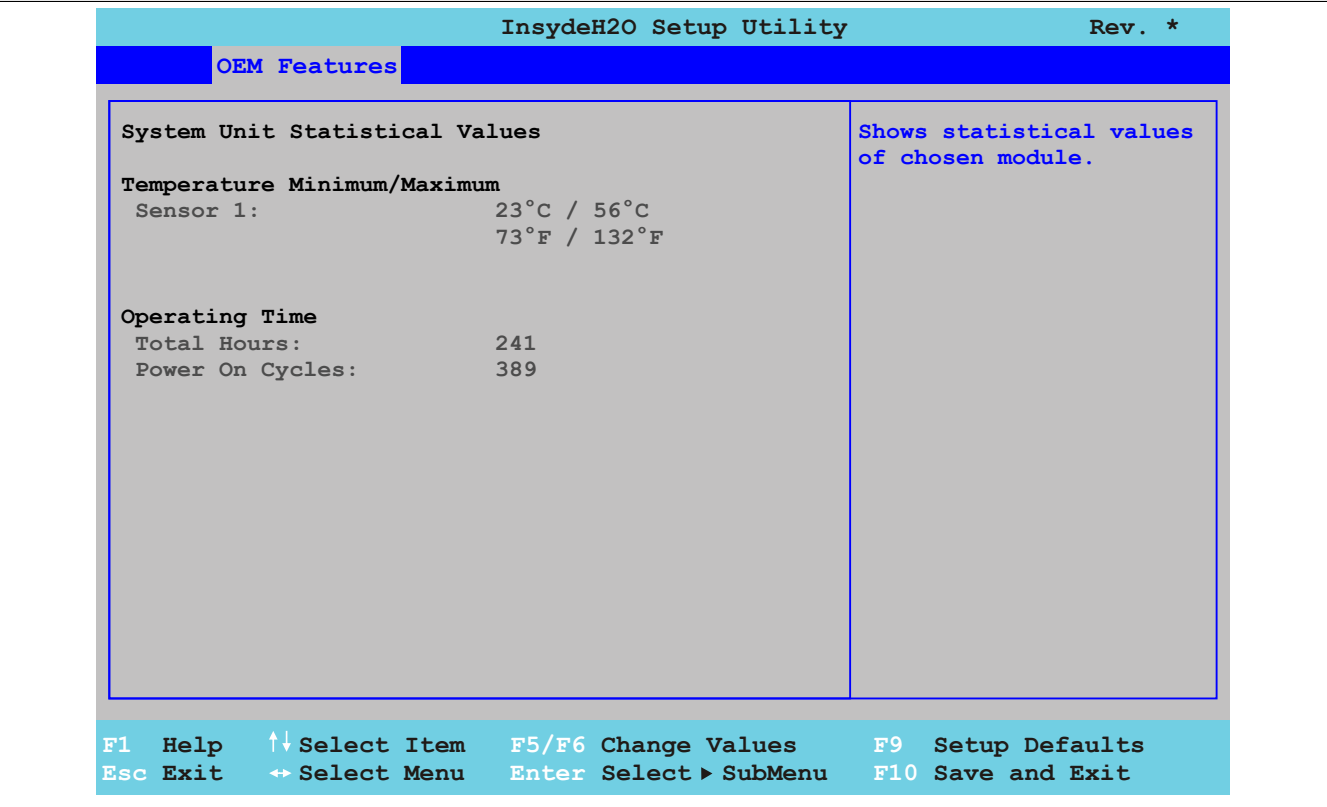 InsydeH2O Setup Utility Rev. *
OEM Features
System Unit Statistical Values
Temperature Minimum/Maximum
Sensor 1: 23°C / 56°C
73°F / 132°F
Operating Time
Total Hours: 241
Power On Cycles: 389
Shows statistical values
of chosen module.
F1 Help ↑↓ Select Item F5/F6 Change Values F9 Setup Defaults
Esc Exit ↔ Select Menu Enter Select ▶ SubMenu F10 Save and Exit